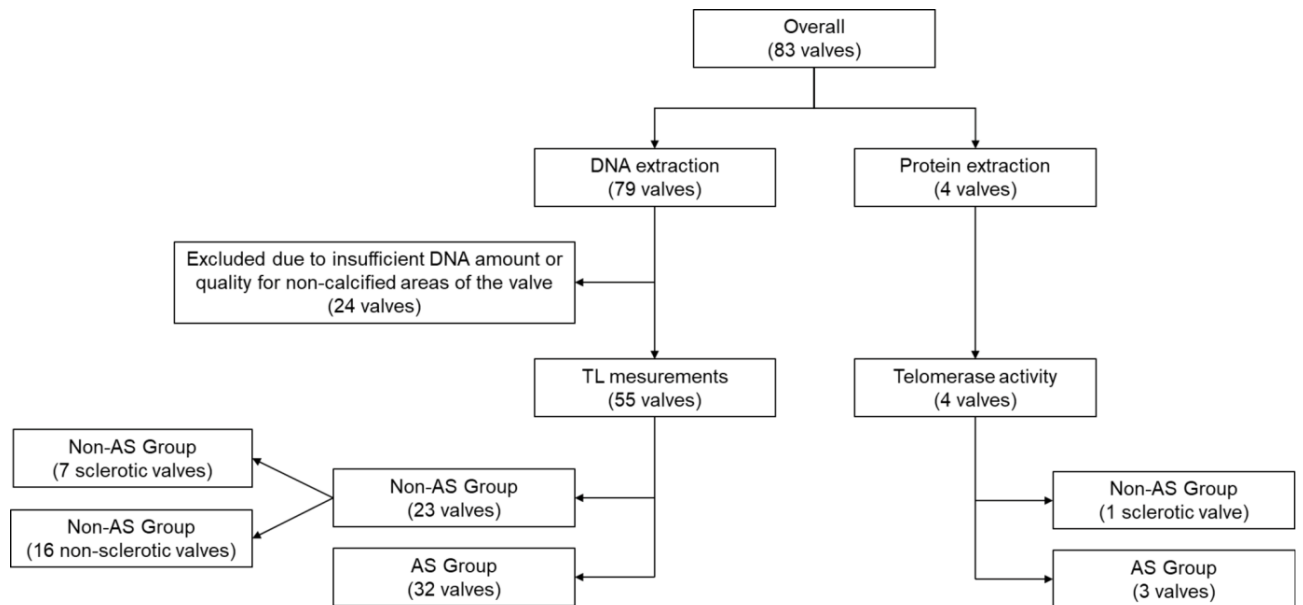 Overall
(83 valves)
DNA extraction
(79 valves)
Protein extraction
(4 valves)
Excluded due to insufficient DNA amount or
quality for non-calcified areas of the valve
(24 valves)
TL mesurements
(55 valves)
Telomerase activity
(4 valves)
Non-AS Group
(7 sclerotic valves)
Non-AS Group
(23 valves)
Non-AS Group
(1 sclerotic valve)
Non-AS Group
(16 non-sclerotic valves)
AS Group
(32 valves)
AS Group
(3 valves)